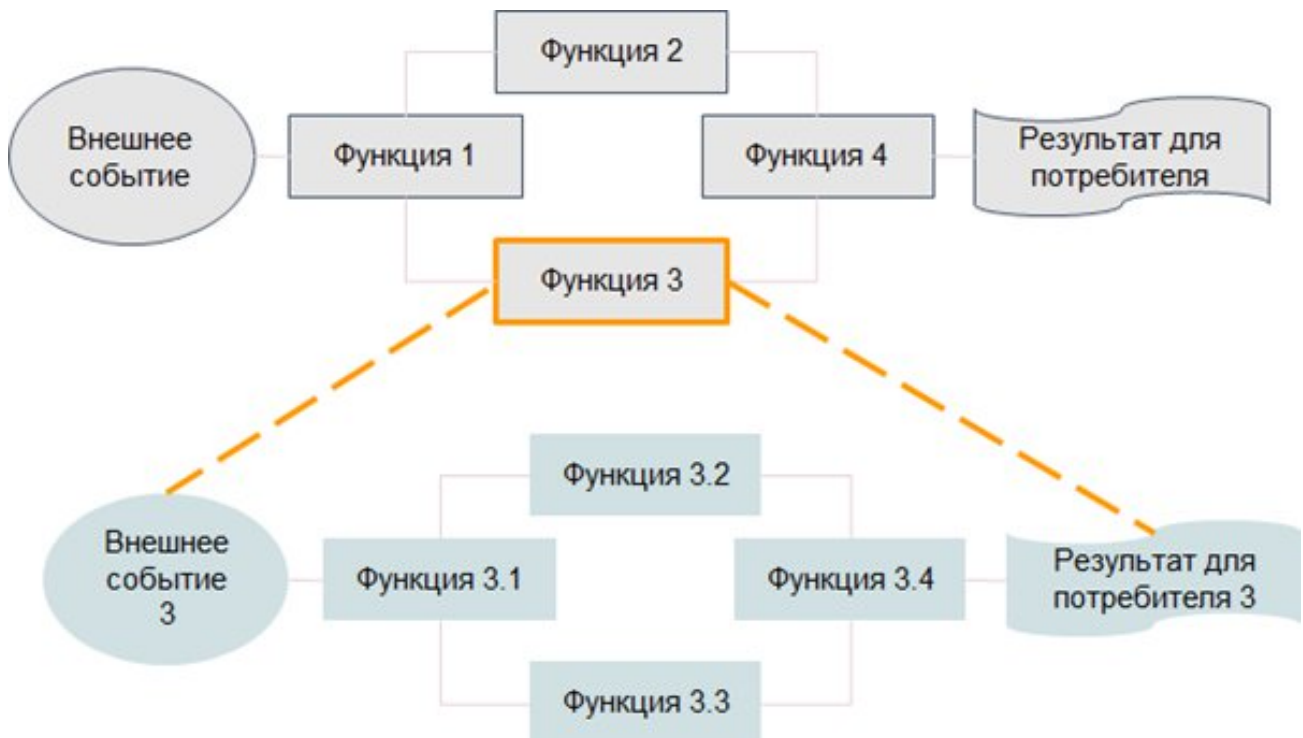 Функция 2
Внешнее
событие
Функция 1
Функция 4
Результат для
потребителя
Функция 3
Функция 3.2
Внешнее
событие
3
Функция 3.1
Функция 3.4
Результат для
потребителя 3
Функция 3.3